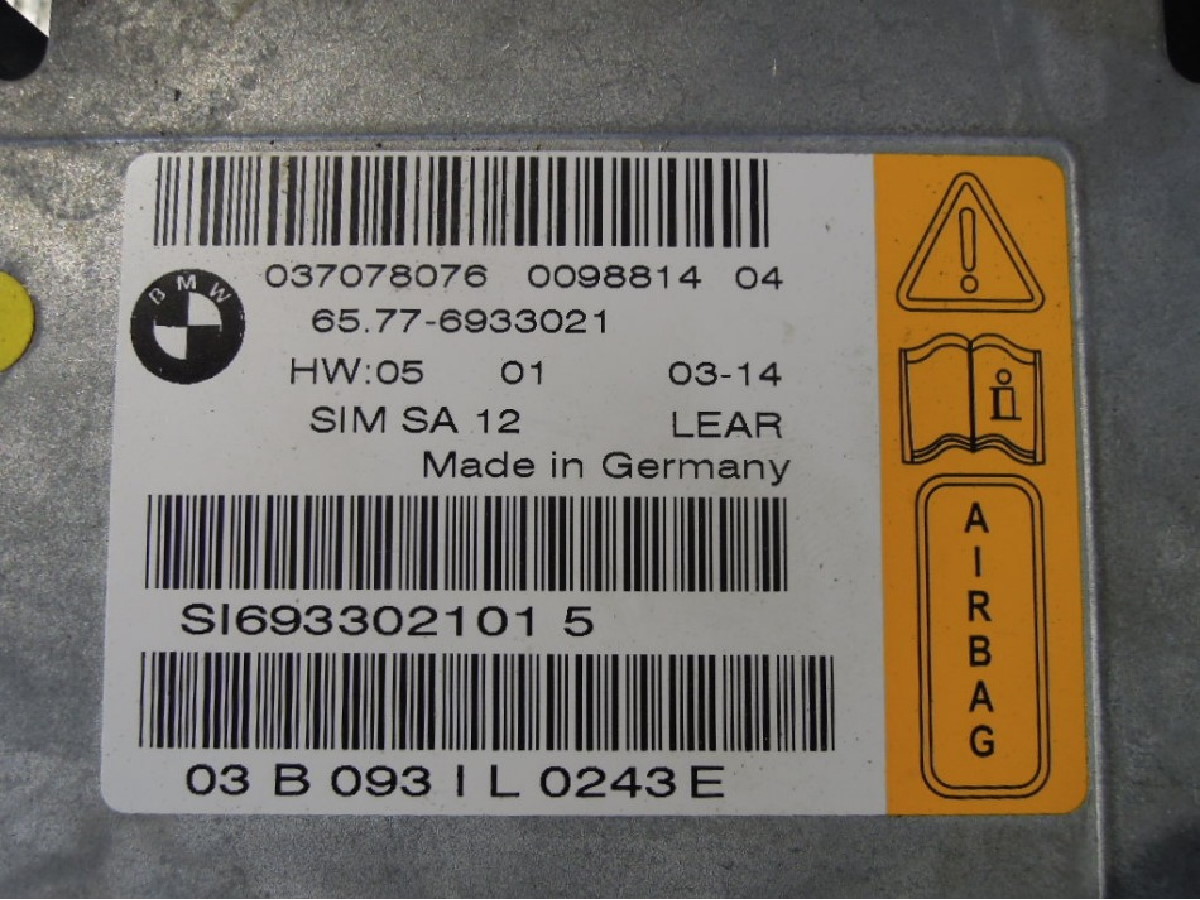 037078076 0098814 04
BMW
65.77-6933021
HW:05 01 03-14
SIM SA 12 LEAR
Made in Germany
SI693302101 5
03 B 093 I L 0243 E
i
AIRBAG